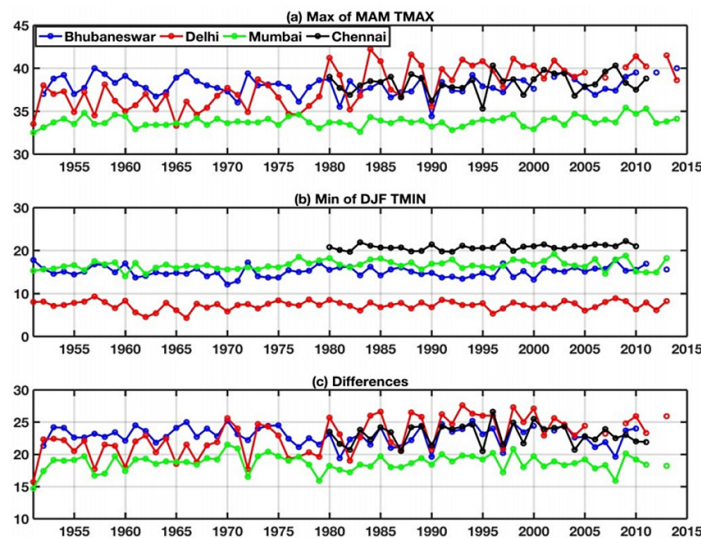 (a) Max of MAM TMAX
45
40
35
30
Bhubaneswar Delhi Mumbai Chennai
1955 1960 1965 1970 1975 1980 1985 1990 1995 2000 2005 2010 2015
(b) Min of DJF TMIN
30
20
10
0
1955 1960 1965 1970 1975 1980 1985 1990 1995 2000 2005 2010 2015
(c) Differences
30
25
20
15
10
1955 1960 1965 1970 1975 1980 1985 1990 1995 2000 2005 2010 2015